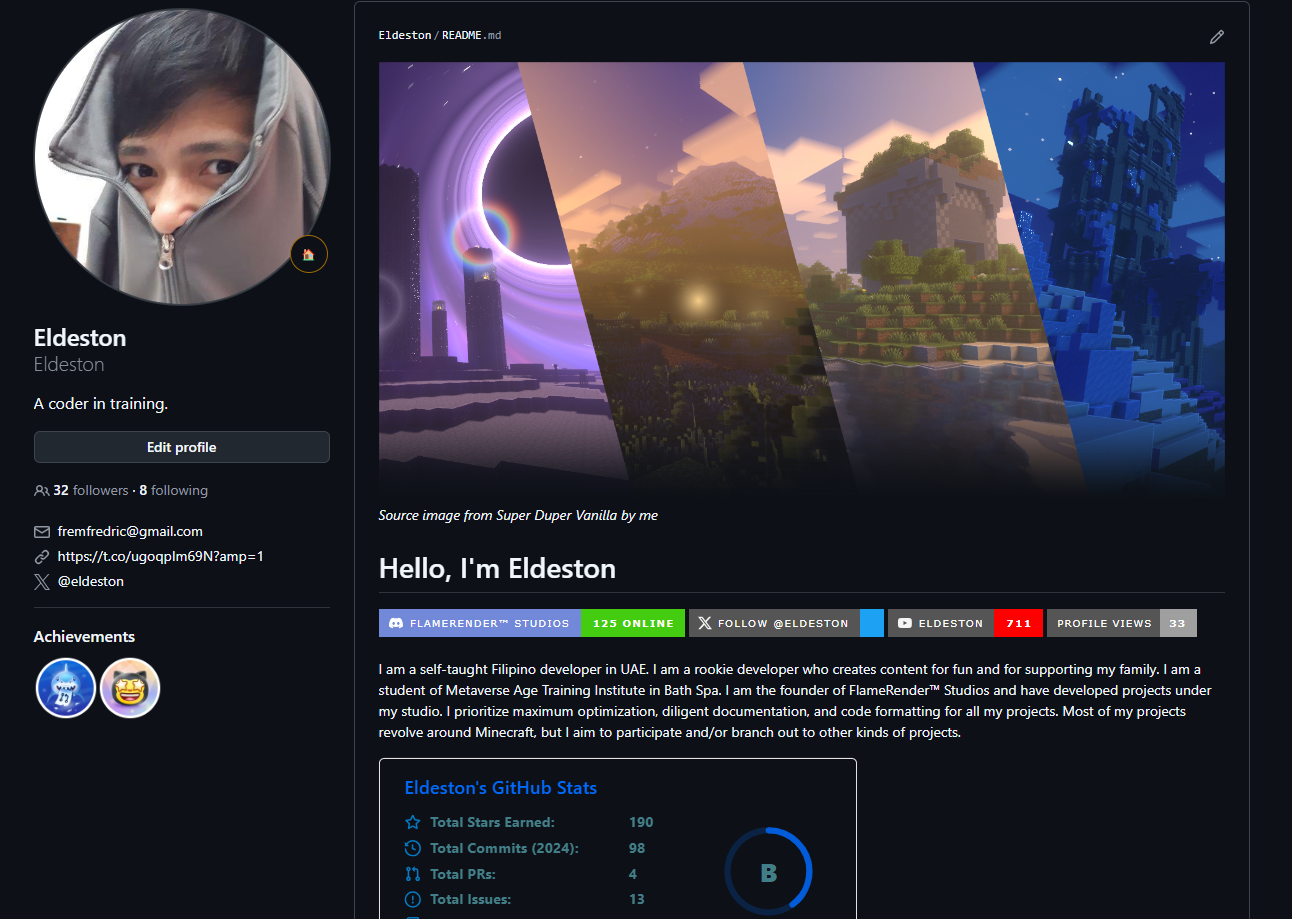 Eldeston
Eldeston
A coder in training.
Edit profile
32 followers · 8 following
fremfredric@gmail.com
https://t.co/ugoqpIm69N?amp=1
@eldeston
Achievements
Eldeston/README.md
Source image from Super Duper Vanilla by me
Hello, I'm Eldeston
FLAMERENDER™ STUDIOS 125 ONLINE FOLLOW @ELDESTON ELDESTON 711 PROFILE VIEWS 33
I am a self-taught Filipino developer in UAE. I am a rookie developer who creates content for fun and for supporting my family. I am a
student of Metaverse Age Training Institute in Bath Spa. I am the founder of FlameRender™ Studios and have developed projects under
my studio. I prioritize maximum optimization, diligent documentation, and code formatting for all my projects. Most of my projects
revolve around Minecraft, but I aim to participate and/or branch out to other kinds of projects.
Eldeston's GitHub Stats
Total Stars Earned: 190
Total Commits (2024): 98
Total PRs: 4
Total Issues: 13
B